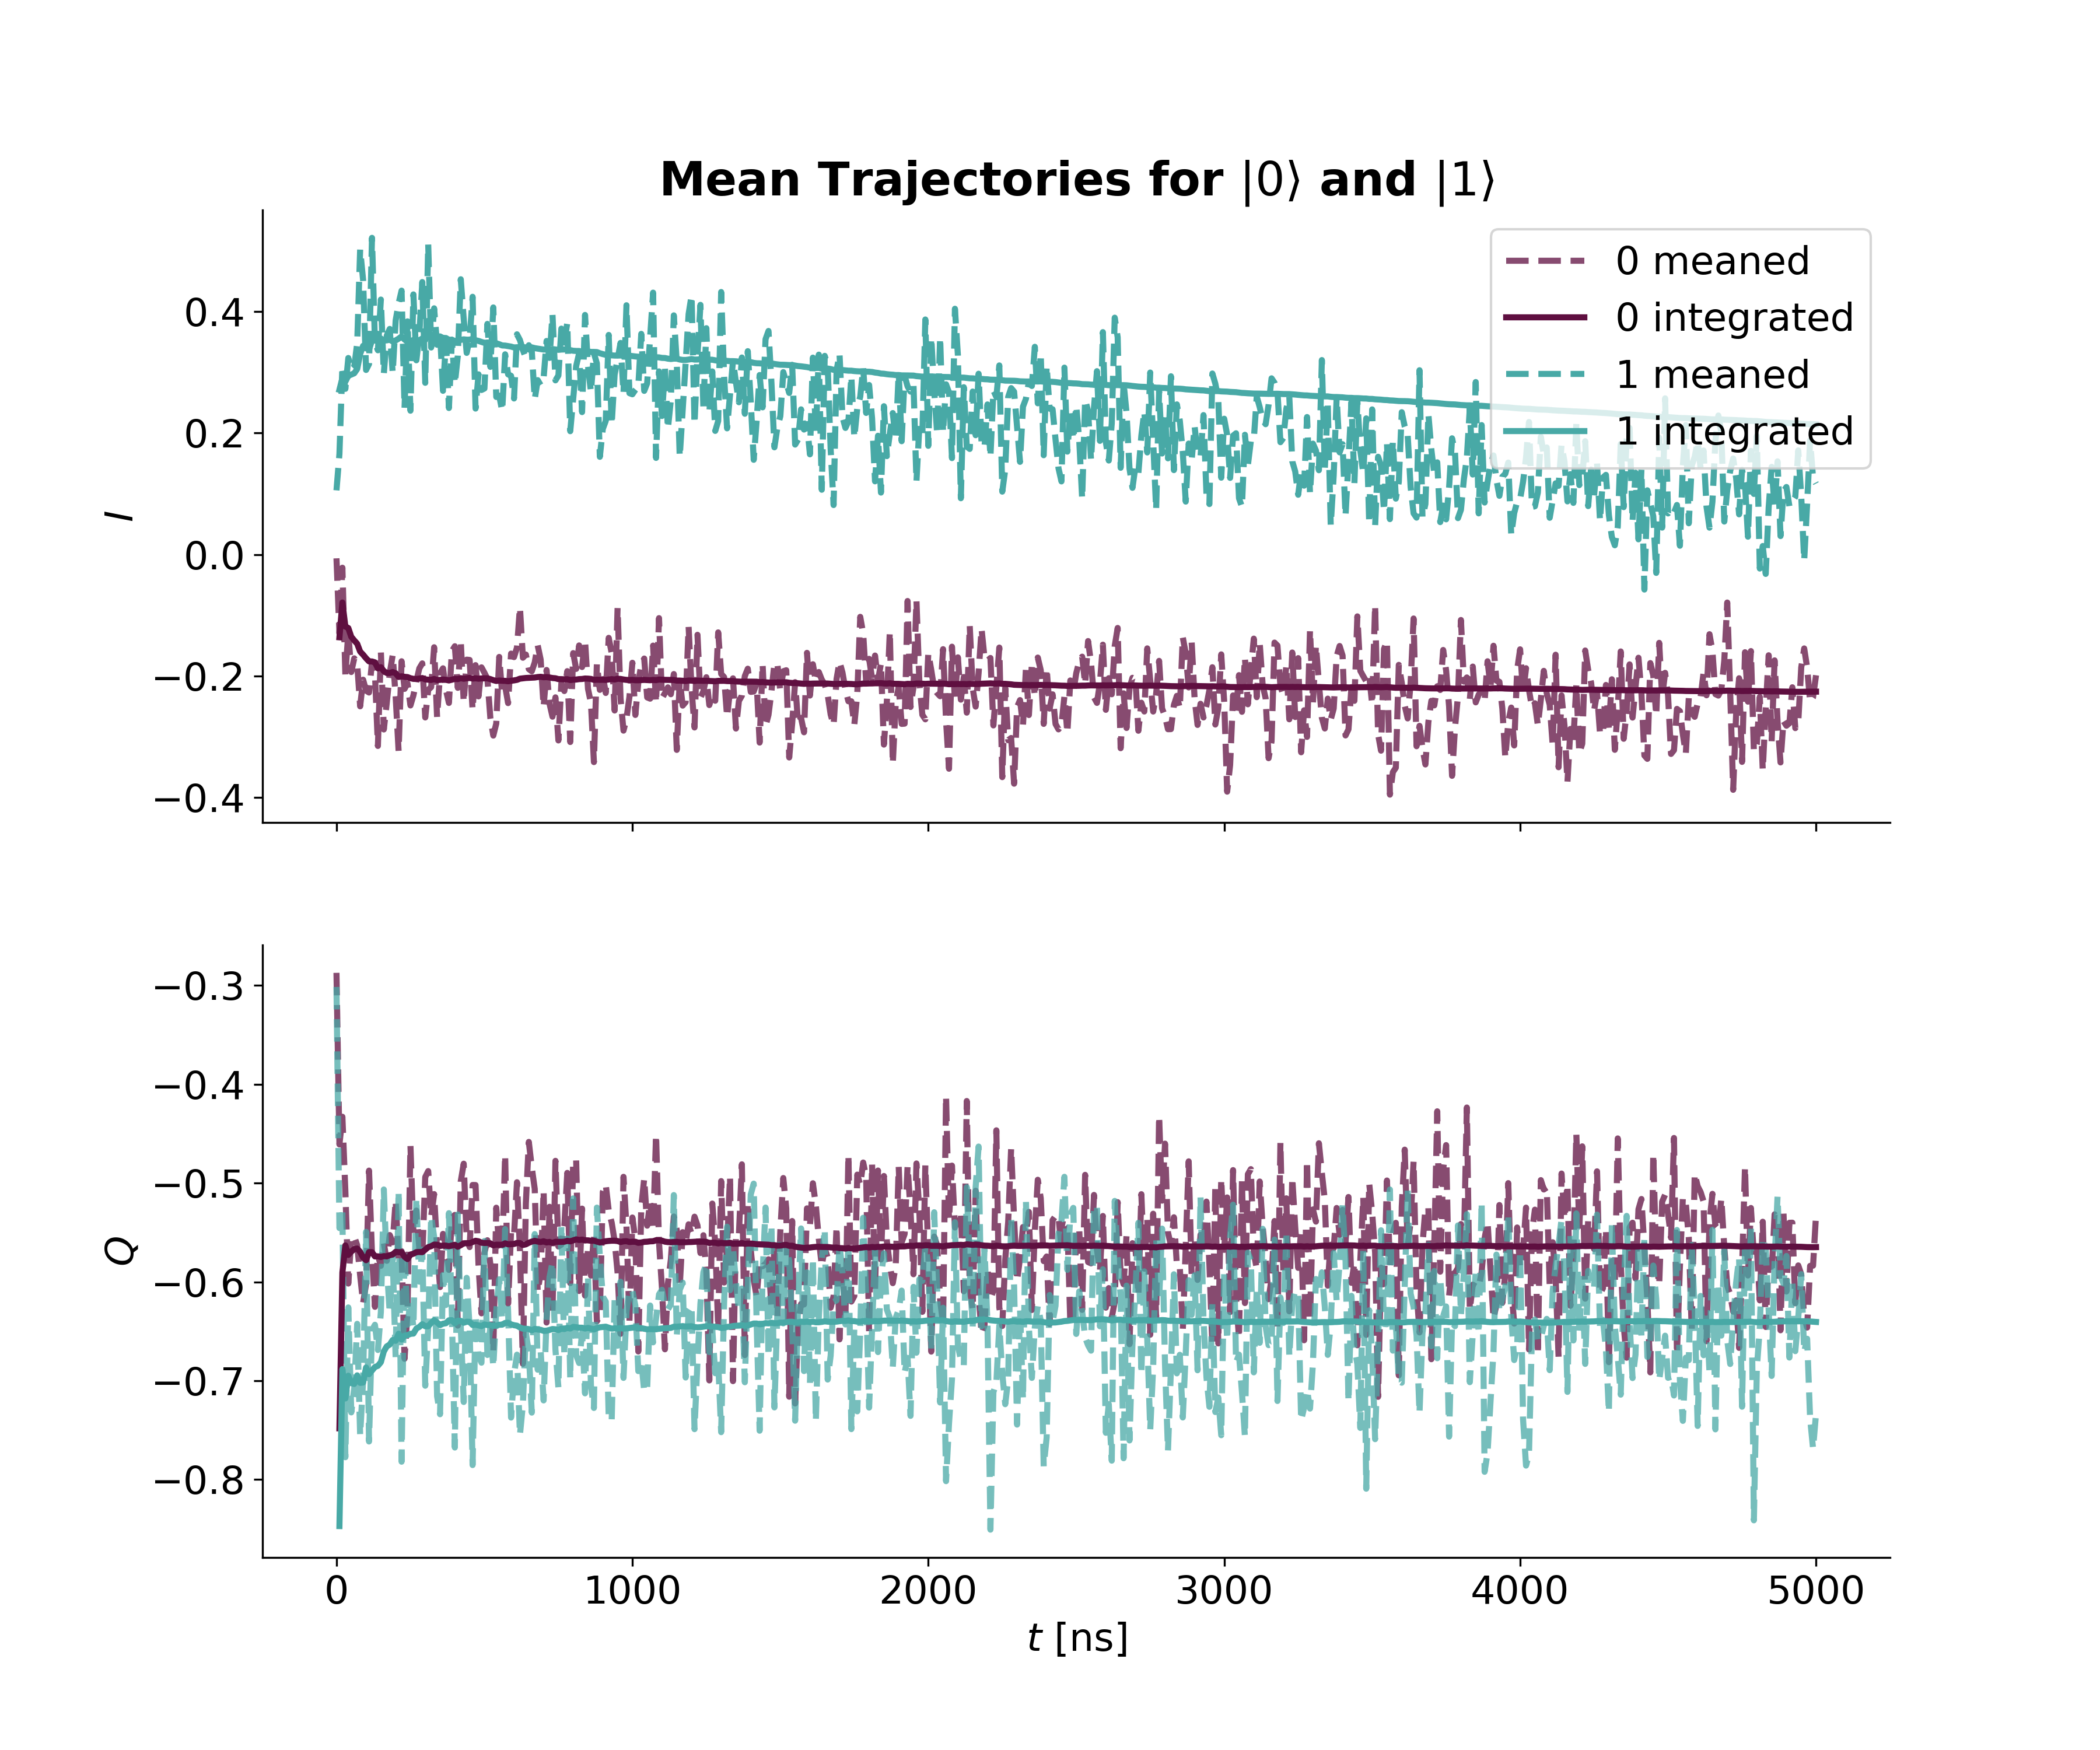 Mean Trajectories for |0⟩ and |1⟩
0 meaned
0 integrated
1 meaned
1 integrated
I
0.4
0.2
0.0
−0.2
−0.4
Q
−0.3
−0.4
−0.5
−0.6
−0.7
−0.8
0 1000 2000 3000 4000 5000
t [ns]